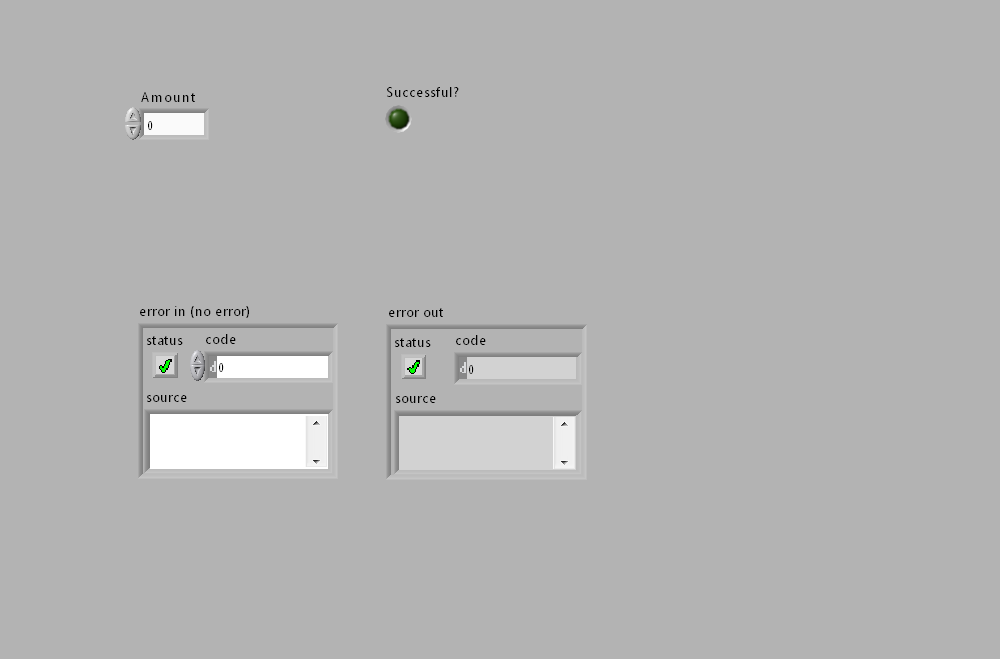 Successful?
Amount
0
error in (no error)
error out
status
code
status
code
d 0
d 0
source
source